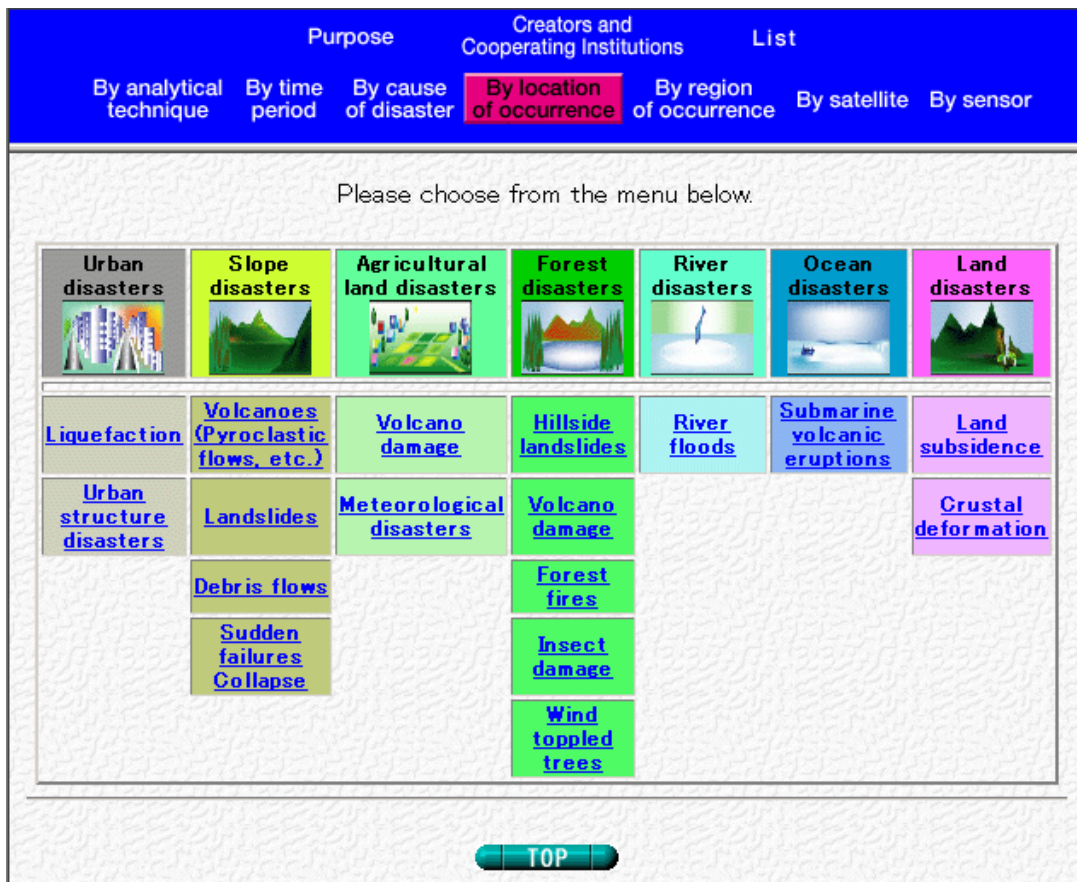 Purpose
Creators and
Cooperating Institutions
List
By analytical
technique
By time
period
By cause
of disaster
By location
of occurrence
By region
of occurrence
By satellite
By sensor
Please choose from the menu below.
Urban
disasters
Slope
disasters
Agricultural
land disasters
Forest
disasters
River
disasters
Ocean
disasters
Land
disasters
Liquefaction
Volcanoes
(Pyroclastic
flows, etc.)
Volcano
damage
Hillside
landslides
River
floods
Submarine
volcanic
eruptions
Land
subsidence
Urban
structure
disasters
Landslides
Meteorological
disasters
Volcano
damage
Crustal
deformation
Debris flows
Forest
fires
Sudden
failures
Collapse
Insect
damage
Wind
toppled
trees
TOP